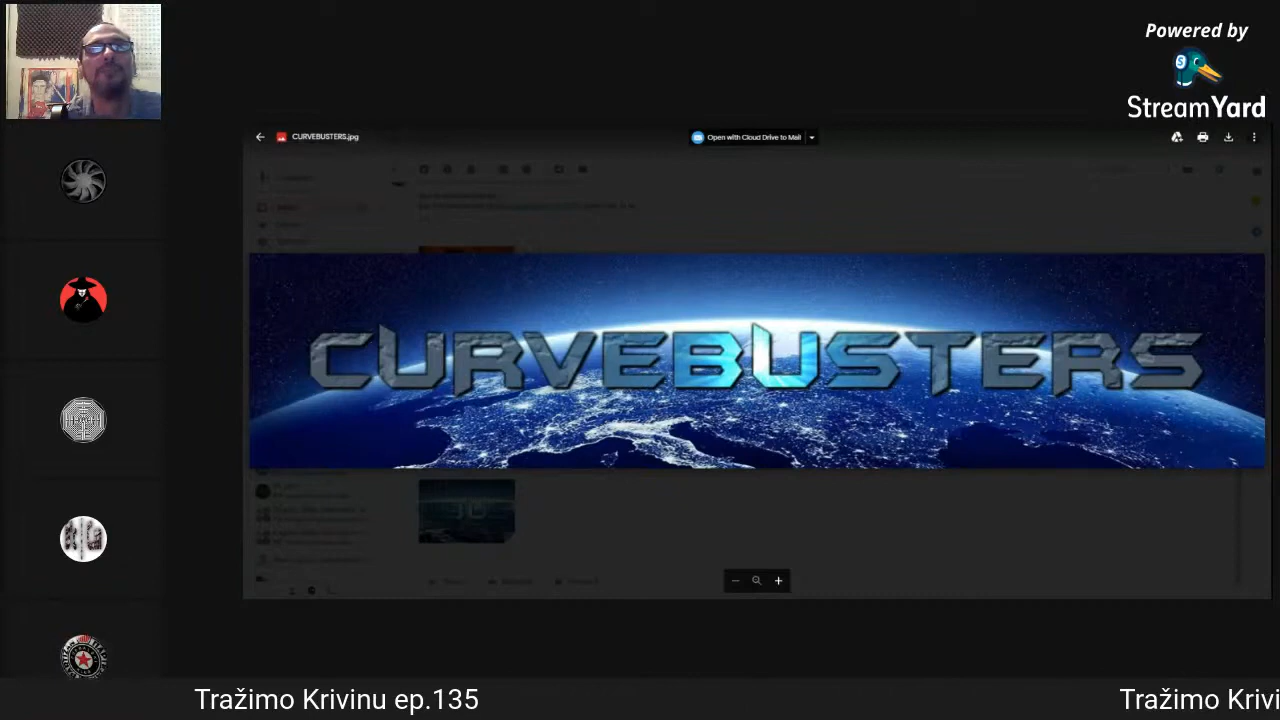 Powered by
StreamYard
CURVEBUSTERS.jpg
Open with Cloud Drive to Mail
CURVEBUSTERS
Tražimo Krivinu ep.135
Tražimo Krivi